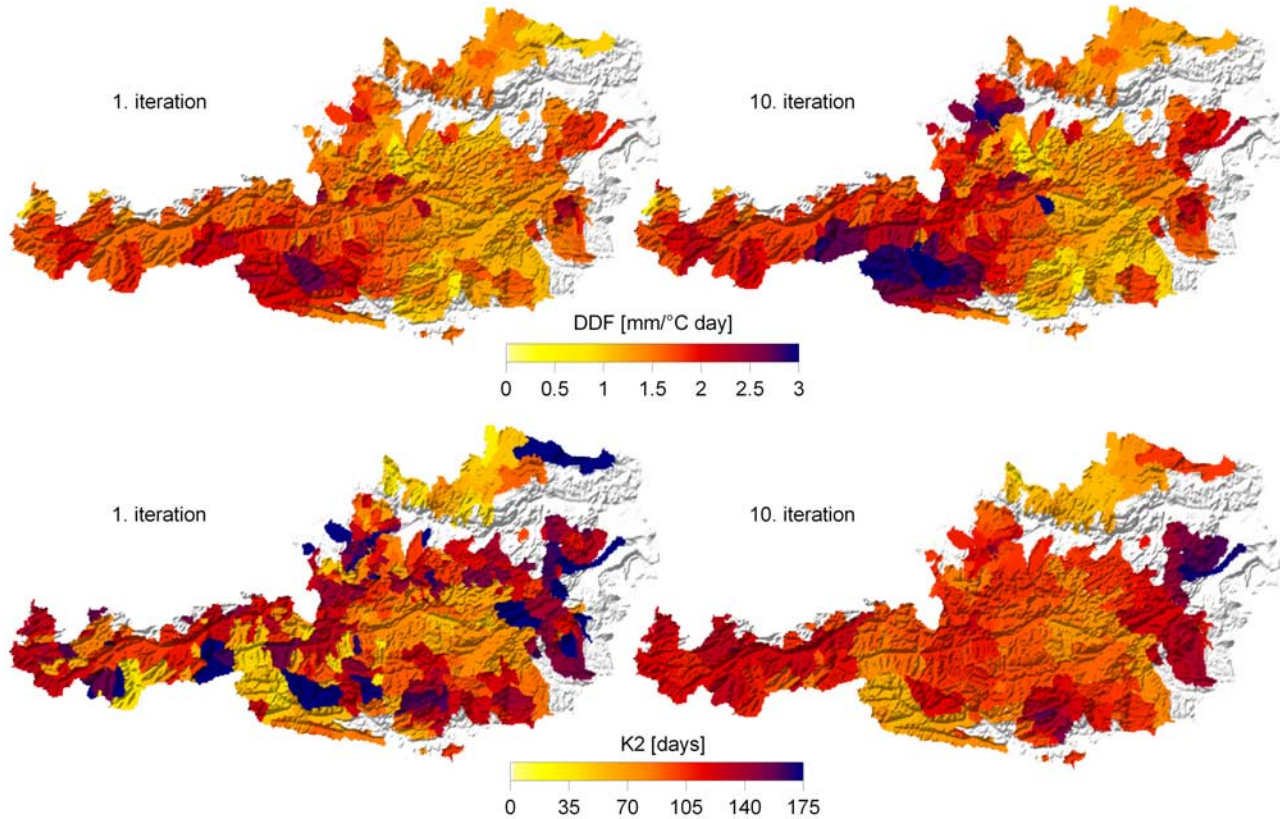 1. iteration
10. iteration
DDF [mm/°C day]
0 0.5 1 1.5 2 2.5 3
1. iteration
10. iteration
K2 [days]
0 35 70 105 140 175